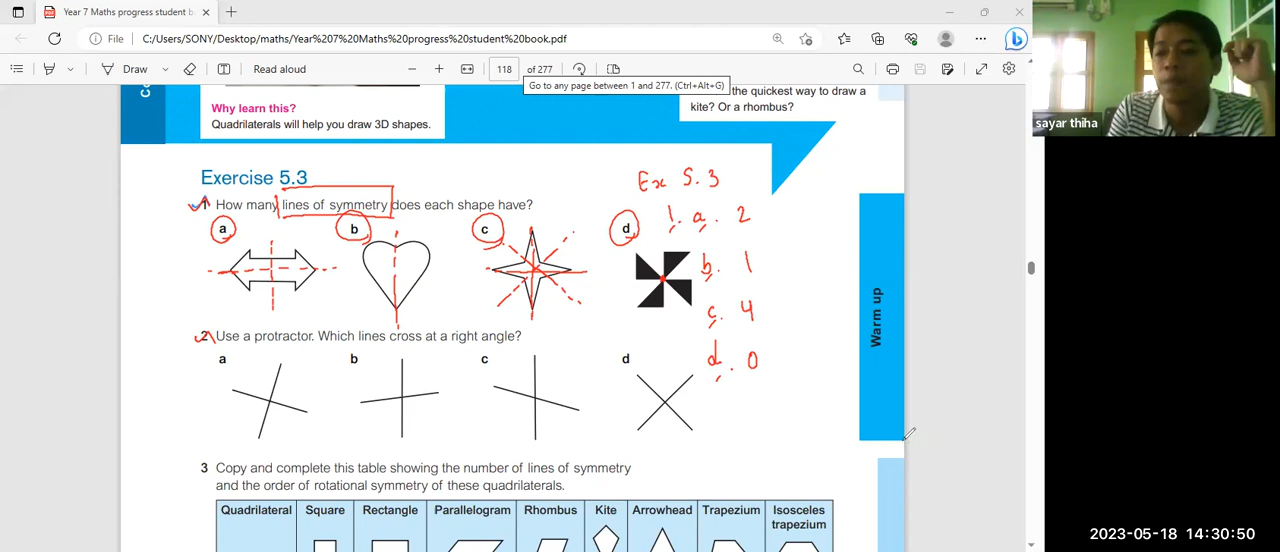 Year 7 Maths progress student b
File
C:/Users/SONY/Desktop/maths/Year%207%20Maths%20progress%20student%20book.pdf
Draw
Read aloud
118 of 277
Go to any page between 1 and 277. (Ctrl+Alt+G)
Why learn this?
Quadrilaterals will help you draw 3D shapes.
the quickest way to draw a
kite? Or a rhombus?
sayar thiha
Exercise 5.3
1 How many lines of symmetry does each shape have?
a b c d
Ex 5.3
1. a. 2
b. 1
c. 4
d. 0
2 Use a protractor. Which lines cross at a right angle?
a b c d
Warm up
3 Copy and complete this table showing the number of lines of symmetry
and the order of rotational symmetry of these quadrilaterals.
Quadrilateral Square Rectangle Parallelogram Rhombus Kite Arrowhead Trapezium Isosceles
trapezium
2023-05-18 14:30:50